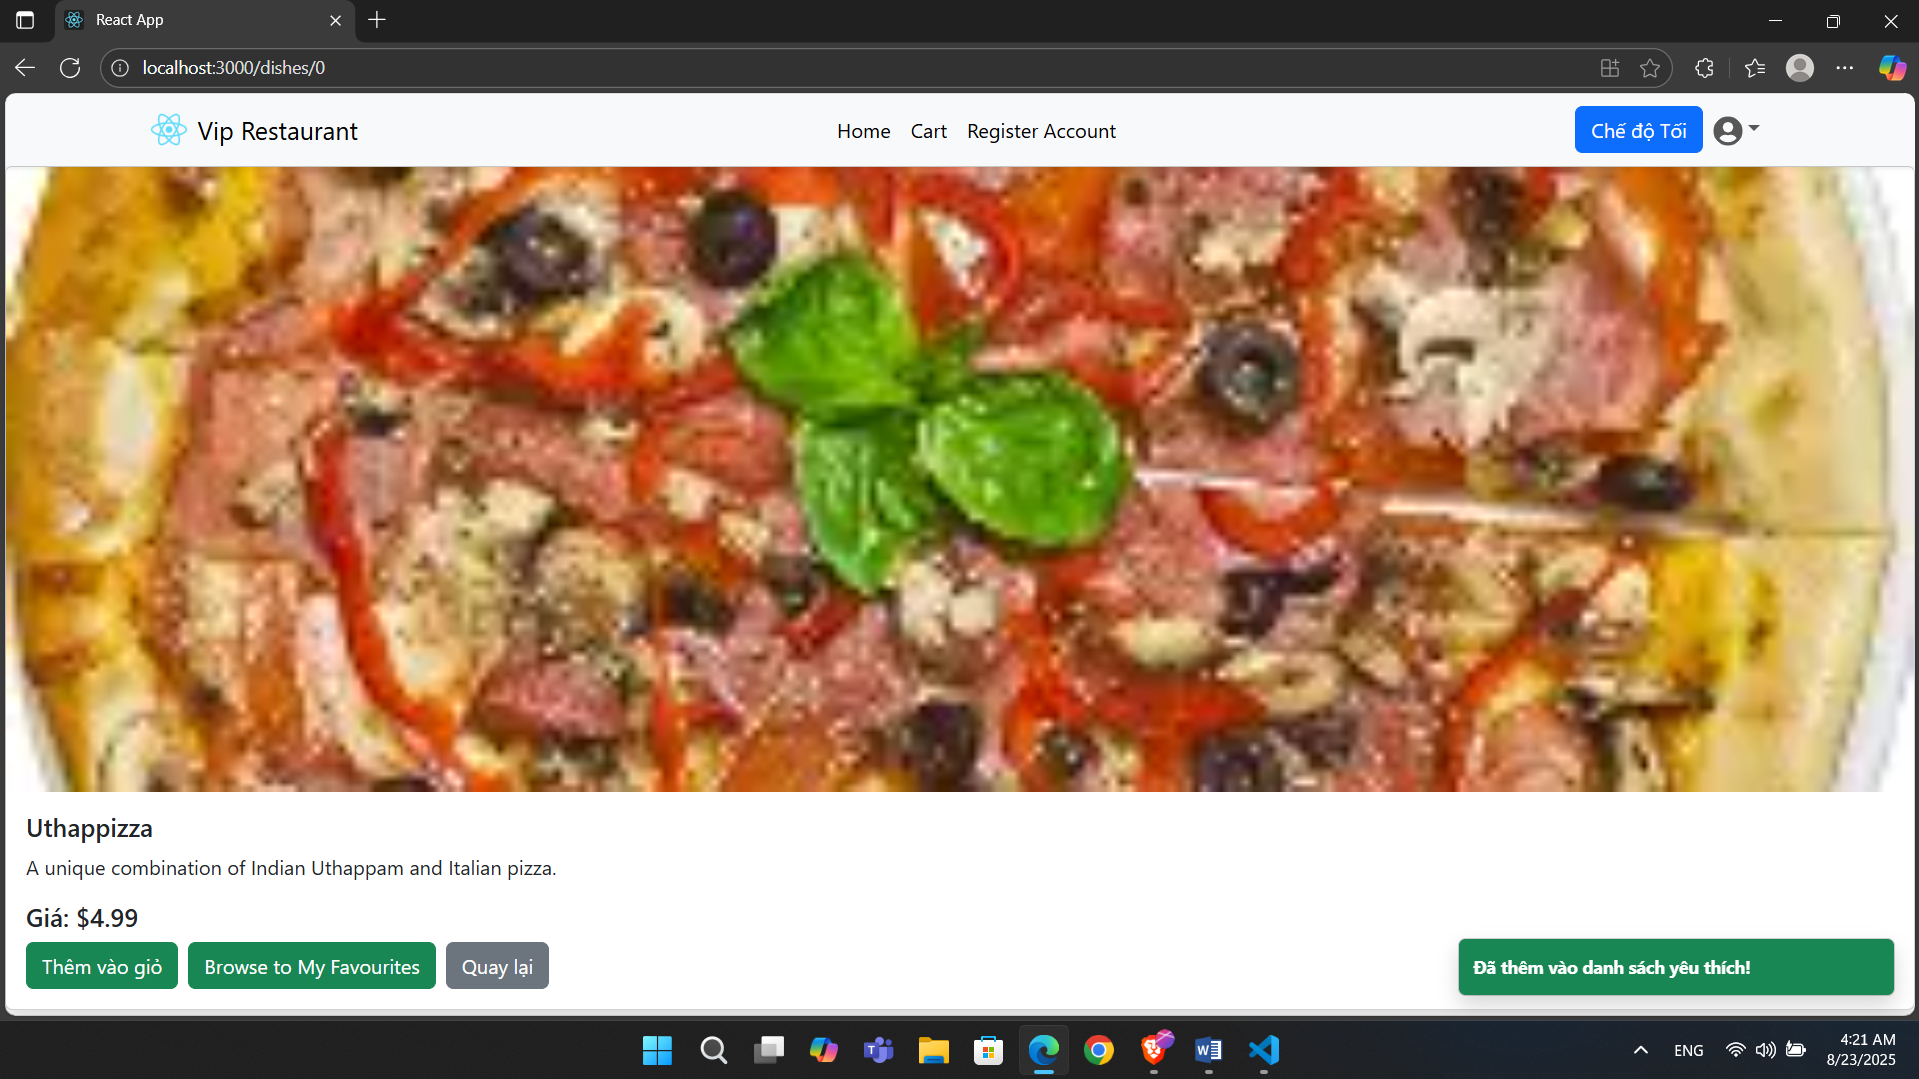 React App
localhost:3000/dishes/0
Vip Restaurant
Home Cart Register Account
Chế độ Tối
Uthappizza
A unique combination of Indian Uthappam and Italian pizza.
Giá: $4.99
Thêm vào giỏ Browse to My Favourites Quay lại
Đã thêm vào danh sách yêu thích!
ENG
4:21 AM
8/23/2025